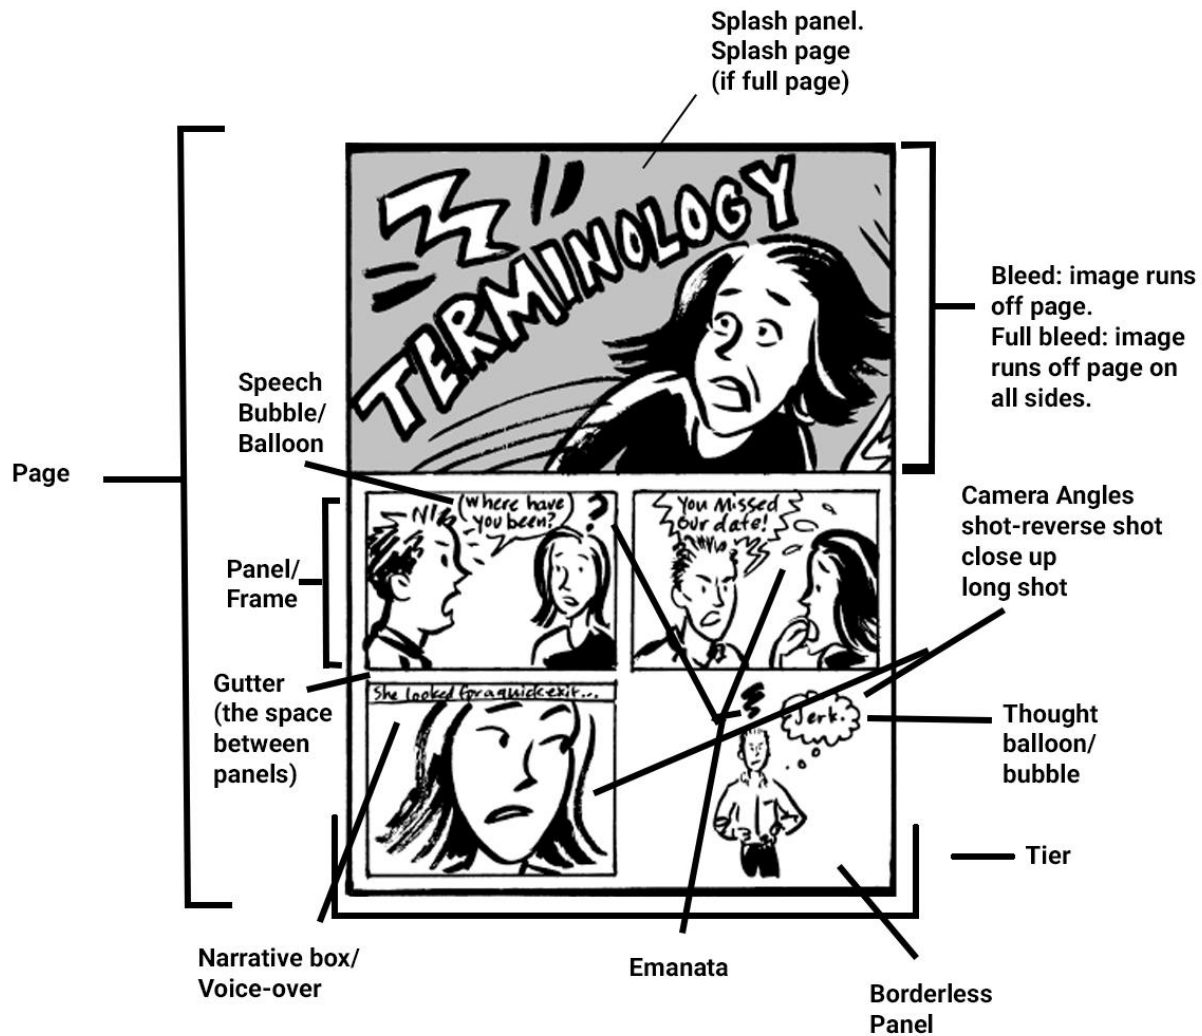 Splash panel.
Splash page
(if full page)
TERMINOLOGY
Bleed: image runs
off page.
Full bleed: image
runs off page on
all sides.
Speech
Bubble/
Balloon
Page
Where have
you been?
?
You Missed
our date!
Camera Angles
shot-reverse shot
close up
long shot
Panel/
Frame
Gutter
(the space
between
panels)
She looked for a quick exit...
Jerk.
Thought
balloon/
bubble
Tier
Narrative box/
Voice-over
Emanata
Borderless
Panel